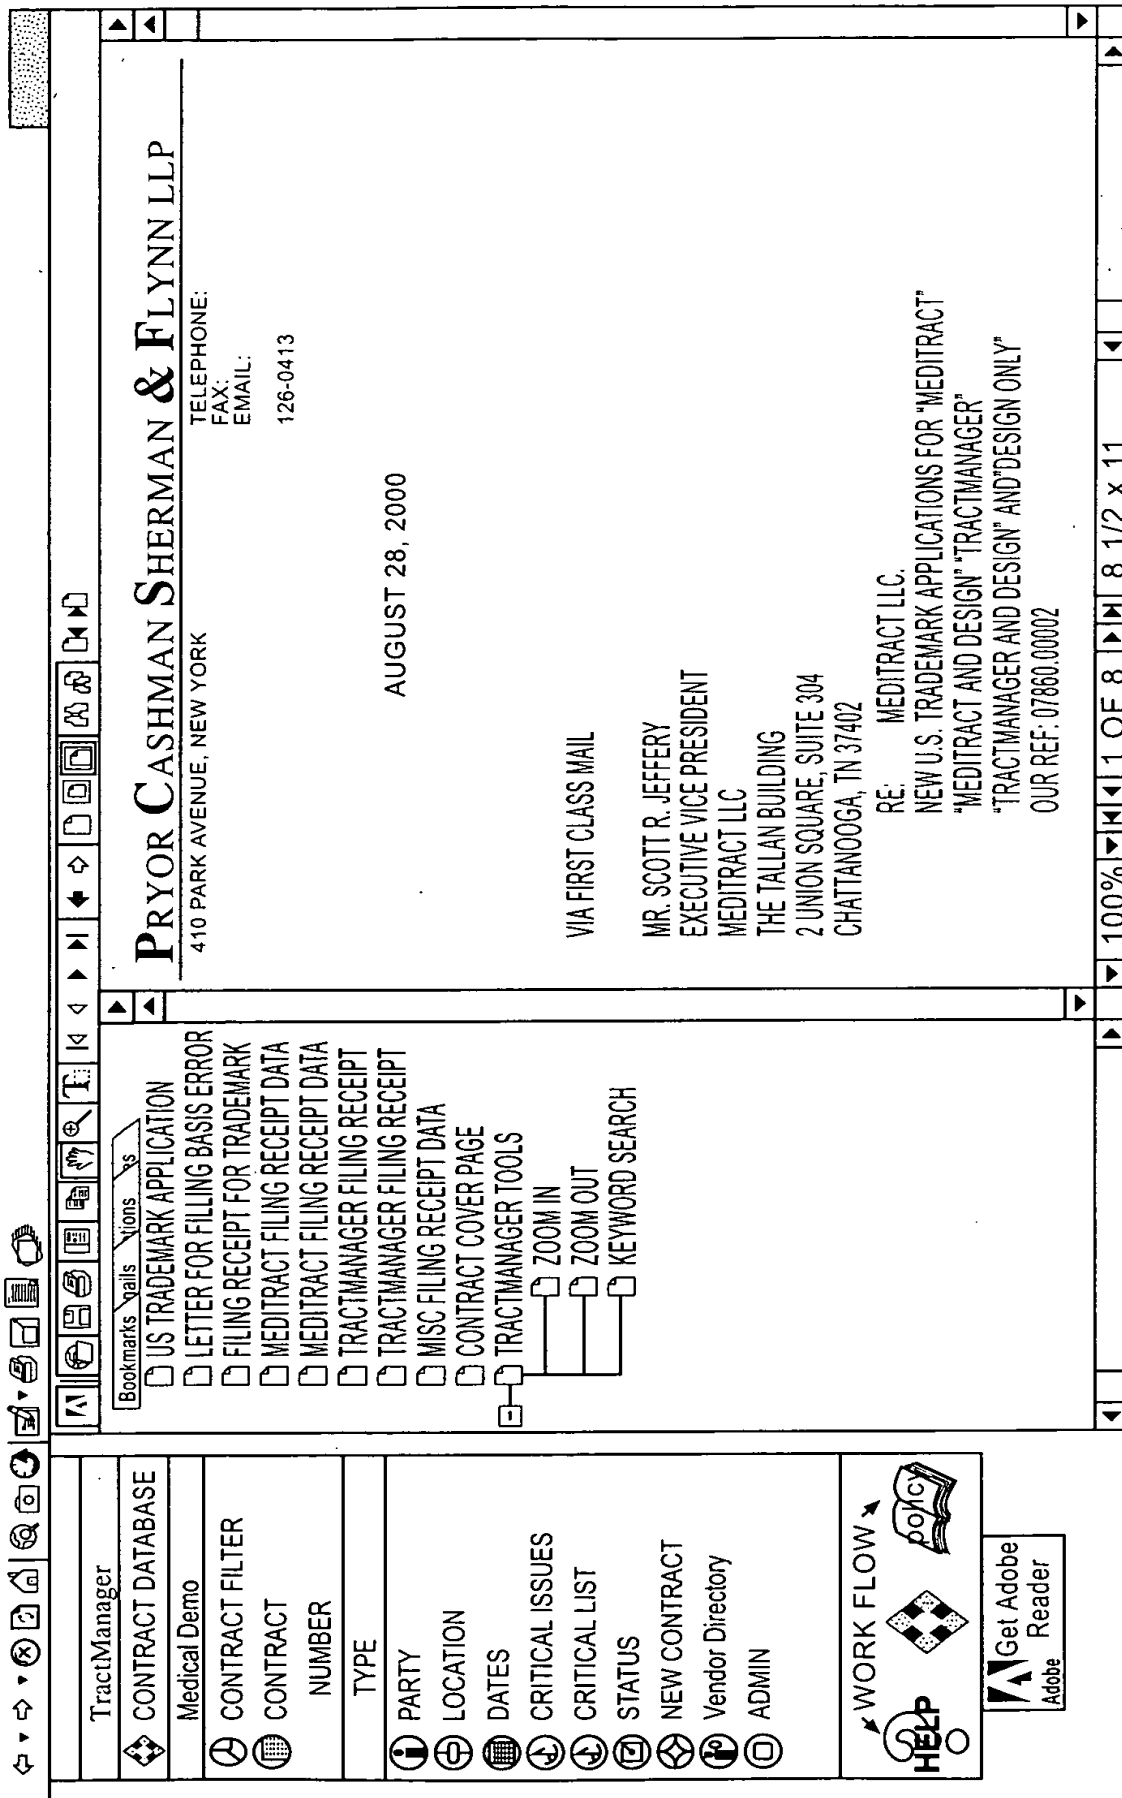 TractManager
CONTRACT DATABASE
Medical Demo
CONTRACT FILTER
CONTRACT
NUMBER
TYPE
PARTY
LOCATION
DATES
CRITICAL ISSUES
CRITICAL LIST
STATUS
NEW CONTRACT
Vendor Directory
ADMIN
WORK FLOW
HELP
policy
Get Adobe
Reader
Adobe
Bookmarks
nails
tions
es
US TRADEMARK APPLICATION
LETTER FOR FILLING BASIS ERROR
FILING RECEIPT FOR TRADEMARK
MEDITRACT FILING RECEIPT DATA
MEDITRACT FILING RECEIPT DATA
TRACTMANAGER FILING RECEIPT
TRACTMANAGER FILING RECEIPT
MISC FILING RECEIPT DATA
CONTRACT COVER PAGE
TRACTMANAGER TOOLS
ZOOM IN
ZOOM OUT
KEYWORD SEARCH
PRYOR CASHMAN SHERMAN & FLYNN LLP
410 PARK AVENUE, NEW YORK
TELEPHONE:
FAX:
EMAIL:
126-0413
AUGUST 28, 2000
VIA FIRST CLASS MAIL
MR. SCOTT R. JEFFERY
EXECUTIVE VICE PRESIDENT
MEDITRACT LLC
THE TALLAN BUILDING
2 UNION SQUARE, SUITE 304
CHATTANOOGA, TN 37402
RE: MEDITRACT LLC.
NEW U.S. TRADEMARK APPLICATIONS FOR "MEDITRACT"
"MEDITRACT AND DESIGN" "TRACTMANAGER"
"TRACTMANAGER AND DESIGN" AND"DESIGN ONLY"
OUR REF: 07860.00002
100% 1 OF 8 8 1/2 x 11